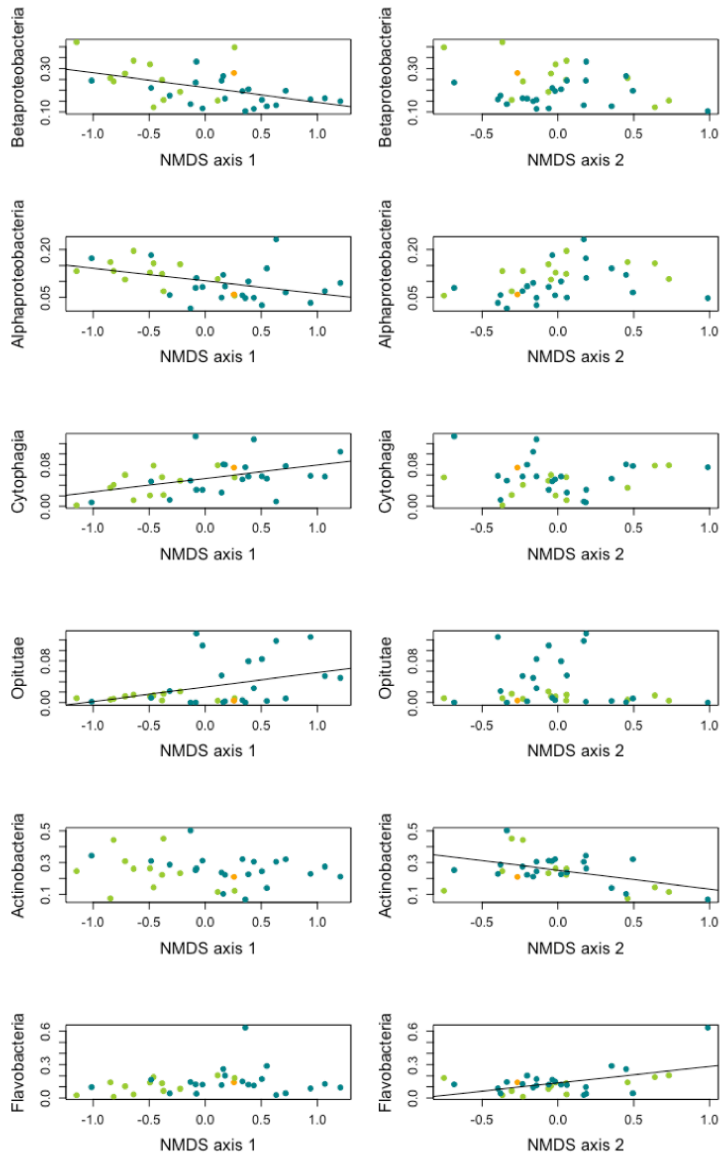 Betaproteobacteria
0.10 0.30
-1.0 -0.5 0.0 0.5 1.0
NMDS axis 1
-0.5 0.0 0.5 1.0
NMDS axis 2
Alphaproteobacteria
0.05 0.20
-1.0 -0.5 0.0 0.5 1.0
NMDS axis 1
-0.5 0.0 0.5 1.0
NMDS axis 2
Cytophagia
0.00 0.08
-1.0 -0.5 0.0 0.5 1.0
NMDS axis 1
Cytophagia
0.00 0.08
-0.5 0.0 0.5 1.0
NMDS axis 2
Opitutae
0.00 0.08
-1.0 -0.5 0.0 0.5 1.0
NMDS axis 1
Opitutae
0.00 0.08
-0.5 0.0 0.5 1.0
NMDS axis 2
Actinobacteria
0.1 0.3 0.5
-1.0 -0.5 0.0 0.5 1.0
NMDS axis 1
Actinobacteria
0.1 0.3 0.5
-0.5 0.0 0.5 1.0
NMDS axis 2
Flavobacteria
0.0 0.3 0.6
-1.0 -0.5 0.0 0.5 1.0
NMDS axis 1
Flavobacteria
0.0 0.3 0.6
-0.5 0.0 0.5 1.0
NMDS axis 2
Betaproteobacteria
0.10 0.30
Alphaproteobacteria
0.05 0.20